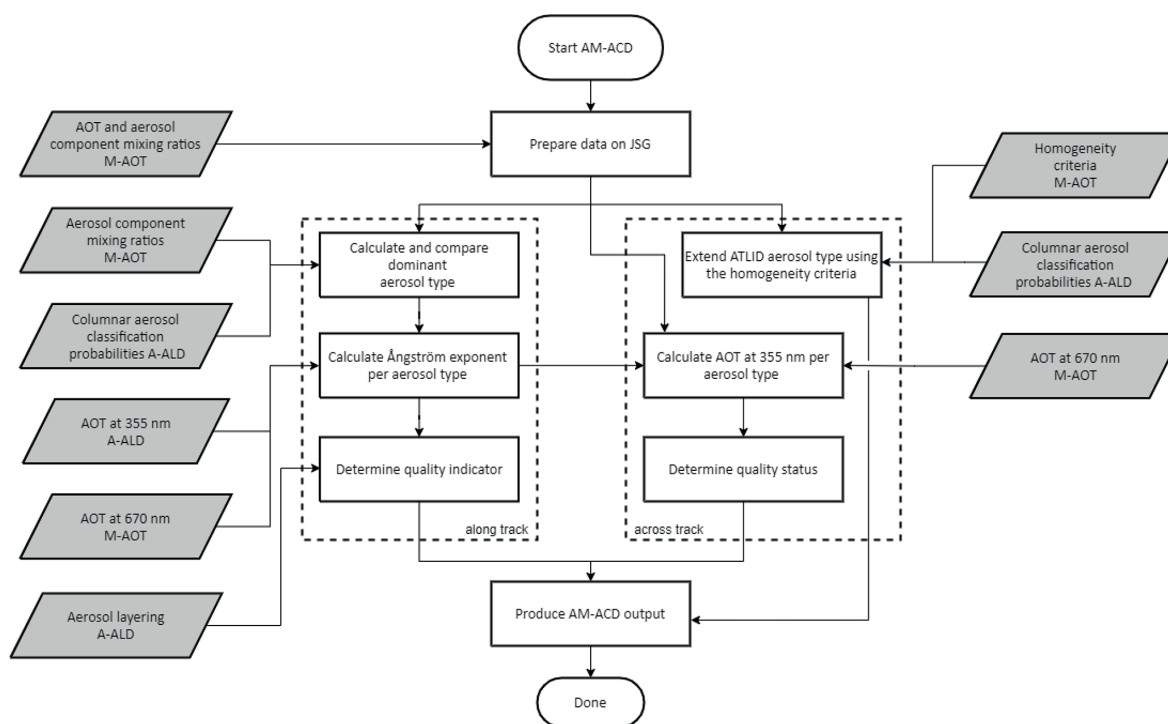 Start AM-ACD
AOT and aerosol
component mixing ratios
M-AOT
Prepare data on JSG
Homogeneity
criteria
M-AOT
Aerosol component
mixing ratios
M-AOT
Calculate and compare
dominant
aerosol type
Extend ATLID aerosol type using
the homogeneity criteria
Columnar aerosol
classification
probabilities A-ALD
Columnar aerosol
classification
probabilities A-ALD
Calculate Ångström exponent
per aerosol type
Calculate AOT at 355 nm per
aerosol type
AOT at 670 nm
M-AOT
AOT at 355 nm
A-ALD
Determine quality indicator
Determine quality status
AOT at 670 nm
M-AOT
along track
across track
Aerosol layering
A-ALD
Produce AM-ACD output
Done